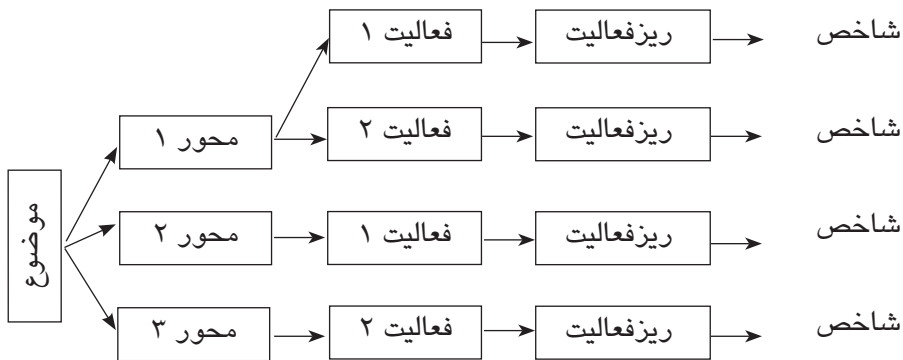 فعالیت ۱ ریزفعالیت شاخص
محور ۱ فعالیت ۲ ریزفعالیت شاخص
موضوع
محور ۲ فعالیت ۱ ریزفعالیت شاخص
محور ۳ فعالیت ۲ ریزفعالیت شاخص